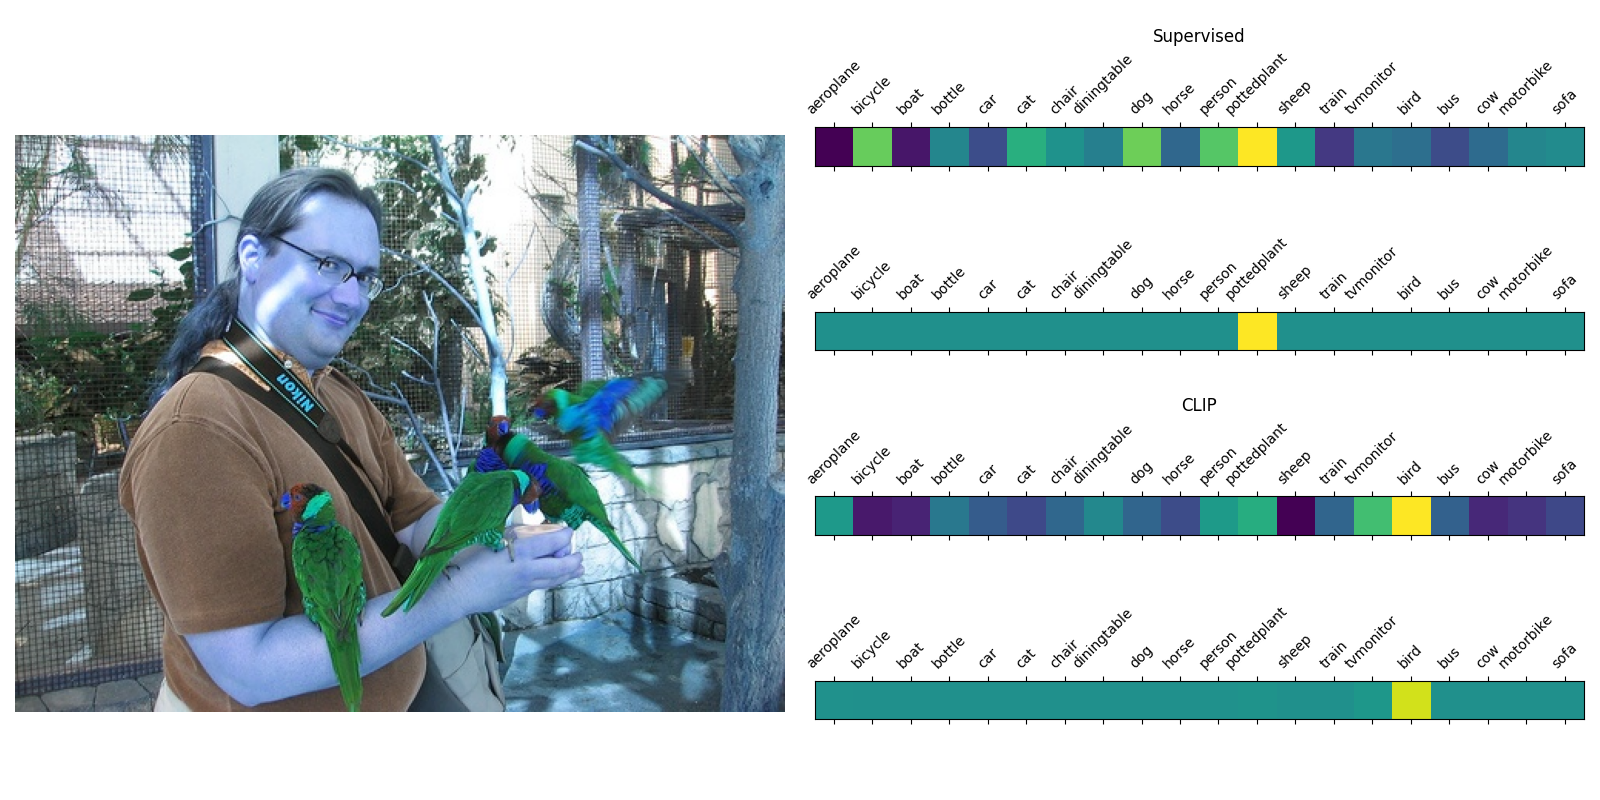 Nikon
Supervised
aeroplane bicycle boat bottle car cat chair diningtable dog horse person pottedplant sheep train tvmonitor bird bus cow motorbike sofa
aeroplane bicycle boat bottle car cat chair diningtable dog horse person pottedplant sheep train tvmonitor bird bus cow motorbike sofa
CLIP
aeroplane bicycle boat bottle car cat chair diningtable dog horse person pottedplant sheep train tvmonitor bird bus cow motorbike sofa
aeroplane bicycle boat bottle car cat chair diningtable dog horse person pottedplant sheep train tvmonitor bird bus cow motorbike sofa